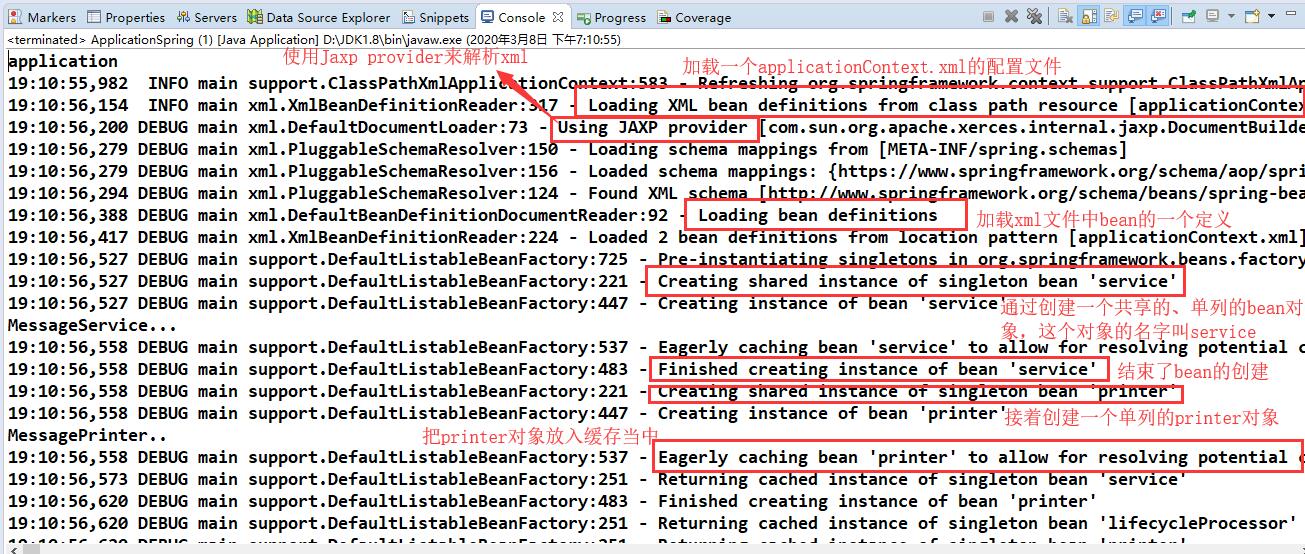 Markers Properties Servers Data Source Explorer Snippets Console Progress Coverage
<terminated> ApplicationSpring (1) [Java Application] D:\JDK1.8\bin\javaw.exe (2020年3月8日 下午7:10:55)
使用Jaxp provider来解析xml
application
加载一个applicationContext.xml的配置文件
19:10:55,982 INFO main support.ClassPathXmlApplicationContext:583 - Refreshing org.springframework.context.support.ClassPathXmlAp
19:10:56,154 INFO main xml.XmlBeanDefinitionReader:317 - Loading XML bean definitions from class path resource [applicationContex
19:10:56,200 DEBUG main xml.DefaultDocumentLoader:73 - Using JAXP provider [com.sun.org.apache.xerces.internal.jaxp.DocumentBuilde
19:10:56,279 DEBUG main xml.PluggableSchemaResolver:150 - Loading schema mappings from [META-INF/spring.schemas]
19:10:56,279 DEBUG main xml.PluggableSchemaResolver:156 - Loaded schema mappings: {https://www.springframework.org/schema/aop/spri
19:10:56,294 DEBUG main xml.PluggableSchemaResolver:124 - Found XML schema [http://www.springframework.org/schema/beans/spring-bea
19:10:56,388 DEBUG main xml.DefaultBeanDefinitionDocumentReader:92 - Loading bean definitions
加载xml文件中bean的一个定义
19:10:56,417 DEBUG main xml.XmlBeanDefinitionReader:224 - Loaded 2 bean definitions from location pattern [applicationContext.xml]
19:10:56,527 DEBUG main support.DefaultListableBeanFactory:725 - Pre-instantiating singletons in org.springframework.beans.factory
19:10:56,527 DEBUG main support.DefaultListableBeanFactory:221 - Creating shared instance of singleton bean 'service'
19:10:56,527 DEBUG main support.DefaultListableBeanFactory:447 - Creating instance of bean 'service'
通过创建一个共享的、单列的bean对
MessageService...
象，这个对象的名字叫service
19:10:56,558 DEBUG main support.DefaultListableBeanFactory:537 - Eagerly caching bean 'service' to allow for resolving potential c
19:10:56,558 DEBUG main support.DefaultListableBeanFactory:483 - Finished creating instance of bean 'service'
结束了bean的创建
19:10:56,558 DEBUG main support.DefaultListableBeanFactory:221 - Creating shared instance of singleton bean 'printer'
19:10:56,558 DEBUG main support.DefaultListableBeanFactory:447 - Creating instance of bean 'printer'
接着创建一个单列的printer对象
MessagePrinter..
把printer对象放入缓存当中
19:10:56,558 DEBUG main support.DefaultListableBeanFactory:537 - Eagerly caching bean 'printer' to allow for resolving potential c
19:10:56,573 DEBUG main support.DefaultListableBeanFactory:251 - Returning cached instance of singleton bean 'service'
19:10:56,620 DEBUG main support.DefaultListableBeanFactory:483 - Finished creating instance of bean 'printer'
19:10:56,620 DEBUG main support.DefaultListableBeanFactory:251 - Returning cached instance of singleton bean 'lifecycleProcessor'
19:10:56,620 DEBUG main support.DefaultListableBeanFactory:251 - Returning cached instance of singleton bean 'printer'